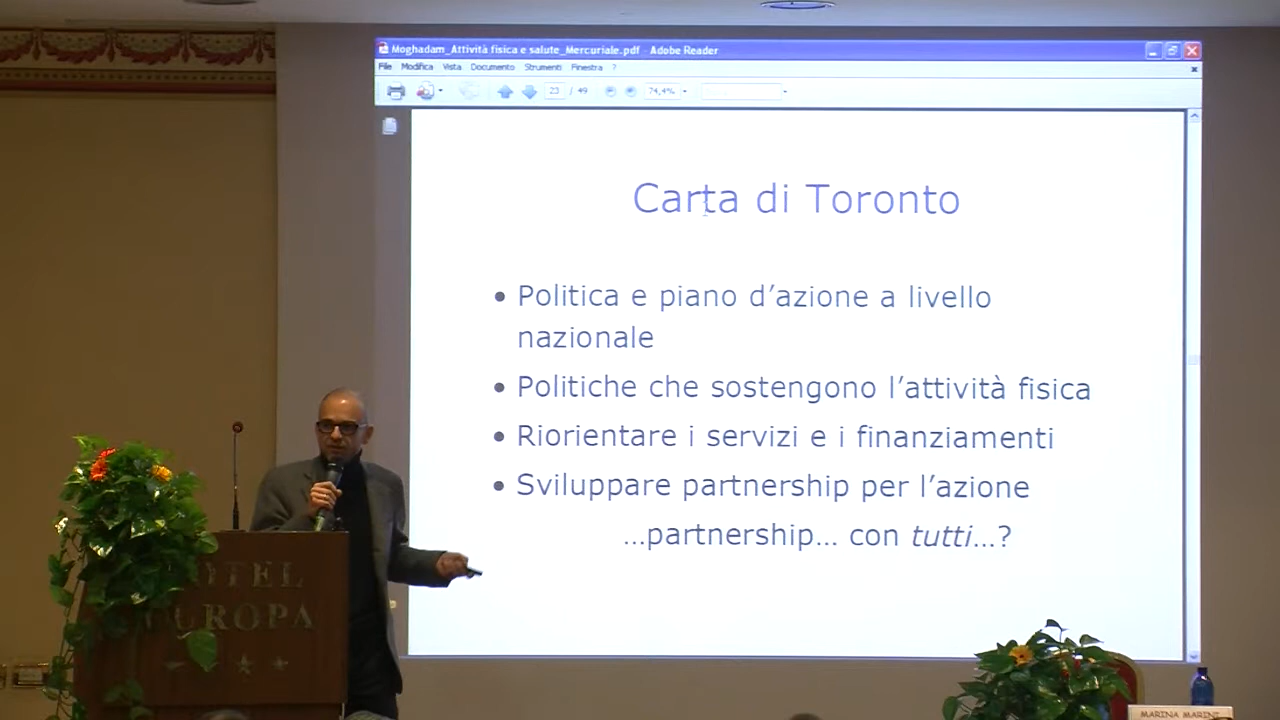 Moghadam_Attività fisica e salute_Mercuriale.pdf - Adobe Reader
File Modifica Vista Documento Strumenti Finestra ?
23 / 49 74,4%
Carta di Toronto
• Politica e piano d’azione a livello
nazionale
• Politiche che sostengono l’attività fisica
• Riorientare i servizi e i finanziamenti
• Sviluppare partnership per l’azione
…partnership… con tutti…?
HOTEL
EUROPA
MARINA MARINI